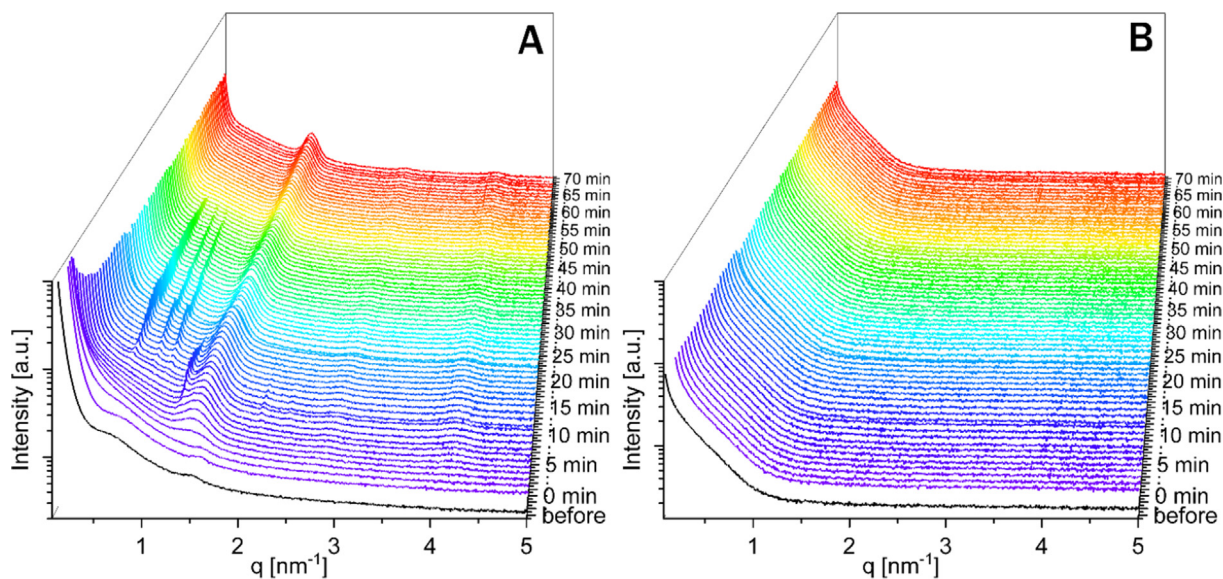 A
Intensity [a.u.]
70 min
65 min
60 min
55 min
50 min
45 min
40 min
35 min
30 min
25 min
20 min
15 min
10 min
5 min
0 min
before
1 2 3 4 5
q [nm⁻¹]
B
Intensity [a.u.]
70 min
65 min
60 min
55 min
50 min
45 min
40 min
35 min
30 min
25 min
20 min
15 min
10 min
5 min
0 min
before
1 2 3 4 5
q [nm⁻¹]